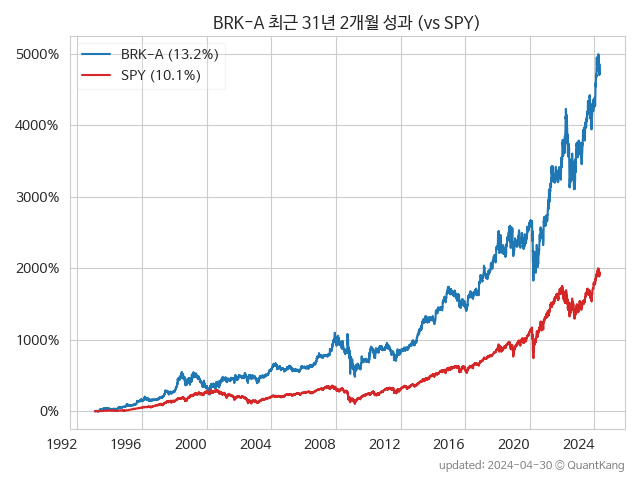 BRK-A 최근 31년 2개월 성과 (vs SPY)
BRK-A (13.2%)
SPY (10.1%)
5000%
4000%
3000%
2000%
1000%
0%
1992 1996 2000 2004 2008 2012 2016 2020 2024
updated: 2024-04-30 © QuantKang